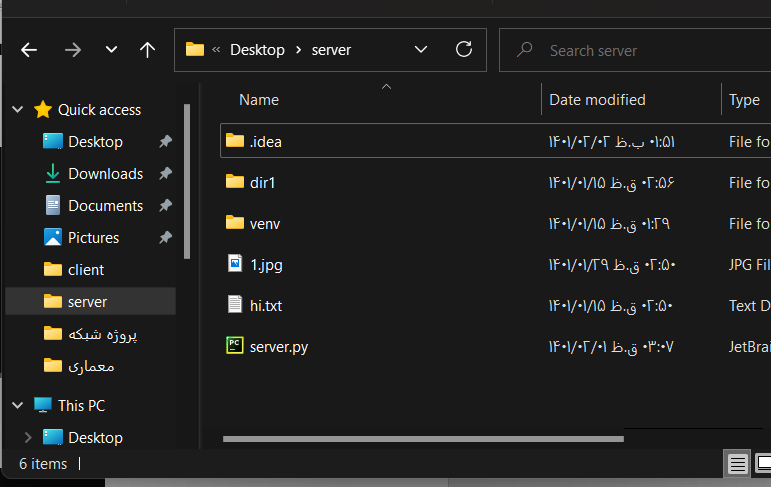 Desktop > server
Search server
Name Date modified Type
Quick access
Desktop
Downloads
Documents
Pictures
client
server
پروژه شبکه
معماری
This PC
Desktop
.idea ۱۴۰۱/۰۲/۰۲ ب.ظ ۰۱:۵۱ File fo
dir1 ۱۴۰۱/۰۱/۱۵ ق.ظ ۰۲:۵۶ File fo
venv ۱۴۰۱/۰۱/۱۵ ق.ظ ۰۱:۲۹ File fo
1.jpg ۱۴۰۱/۰۱/۲۹ ق.ظ ۰۲:۵۰ JPG Fil
hi.txt ۱۴۰۱/۰۱/۱۵ ق.ظ ۰۲:۵۰ Text D
PC server.py ۱۴۰۱/۰۲/۰۱ ق.ظ ۰۳:۰۷ JetBrai
6 items